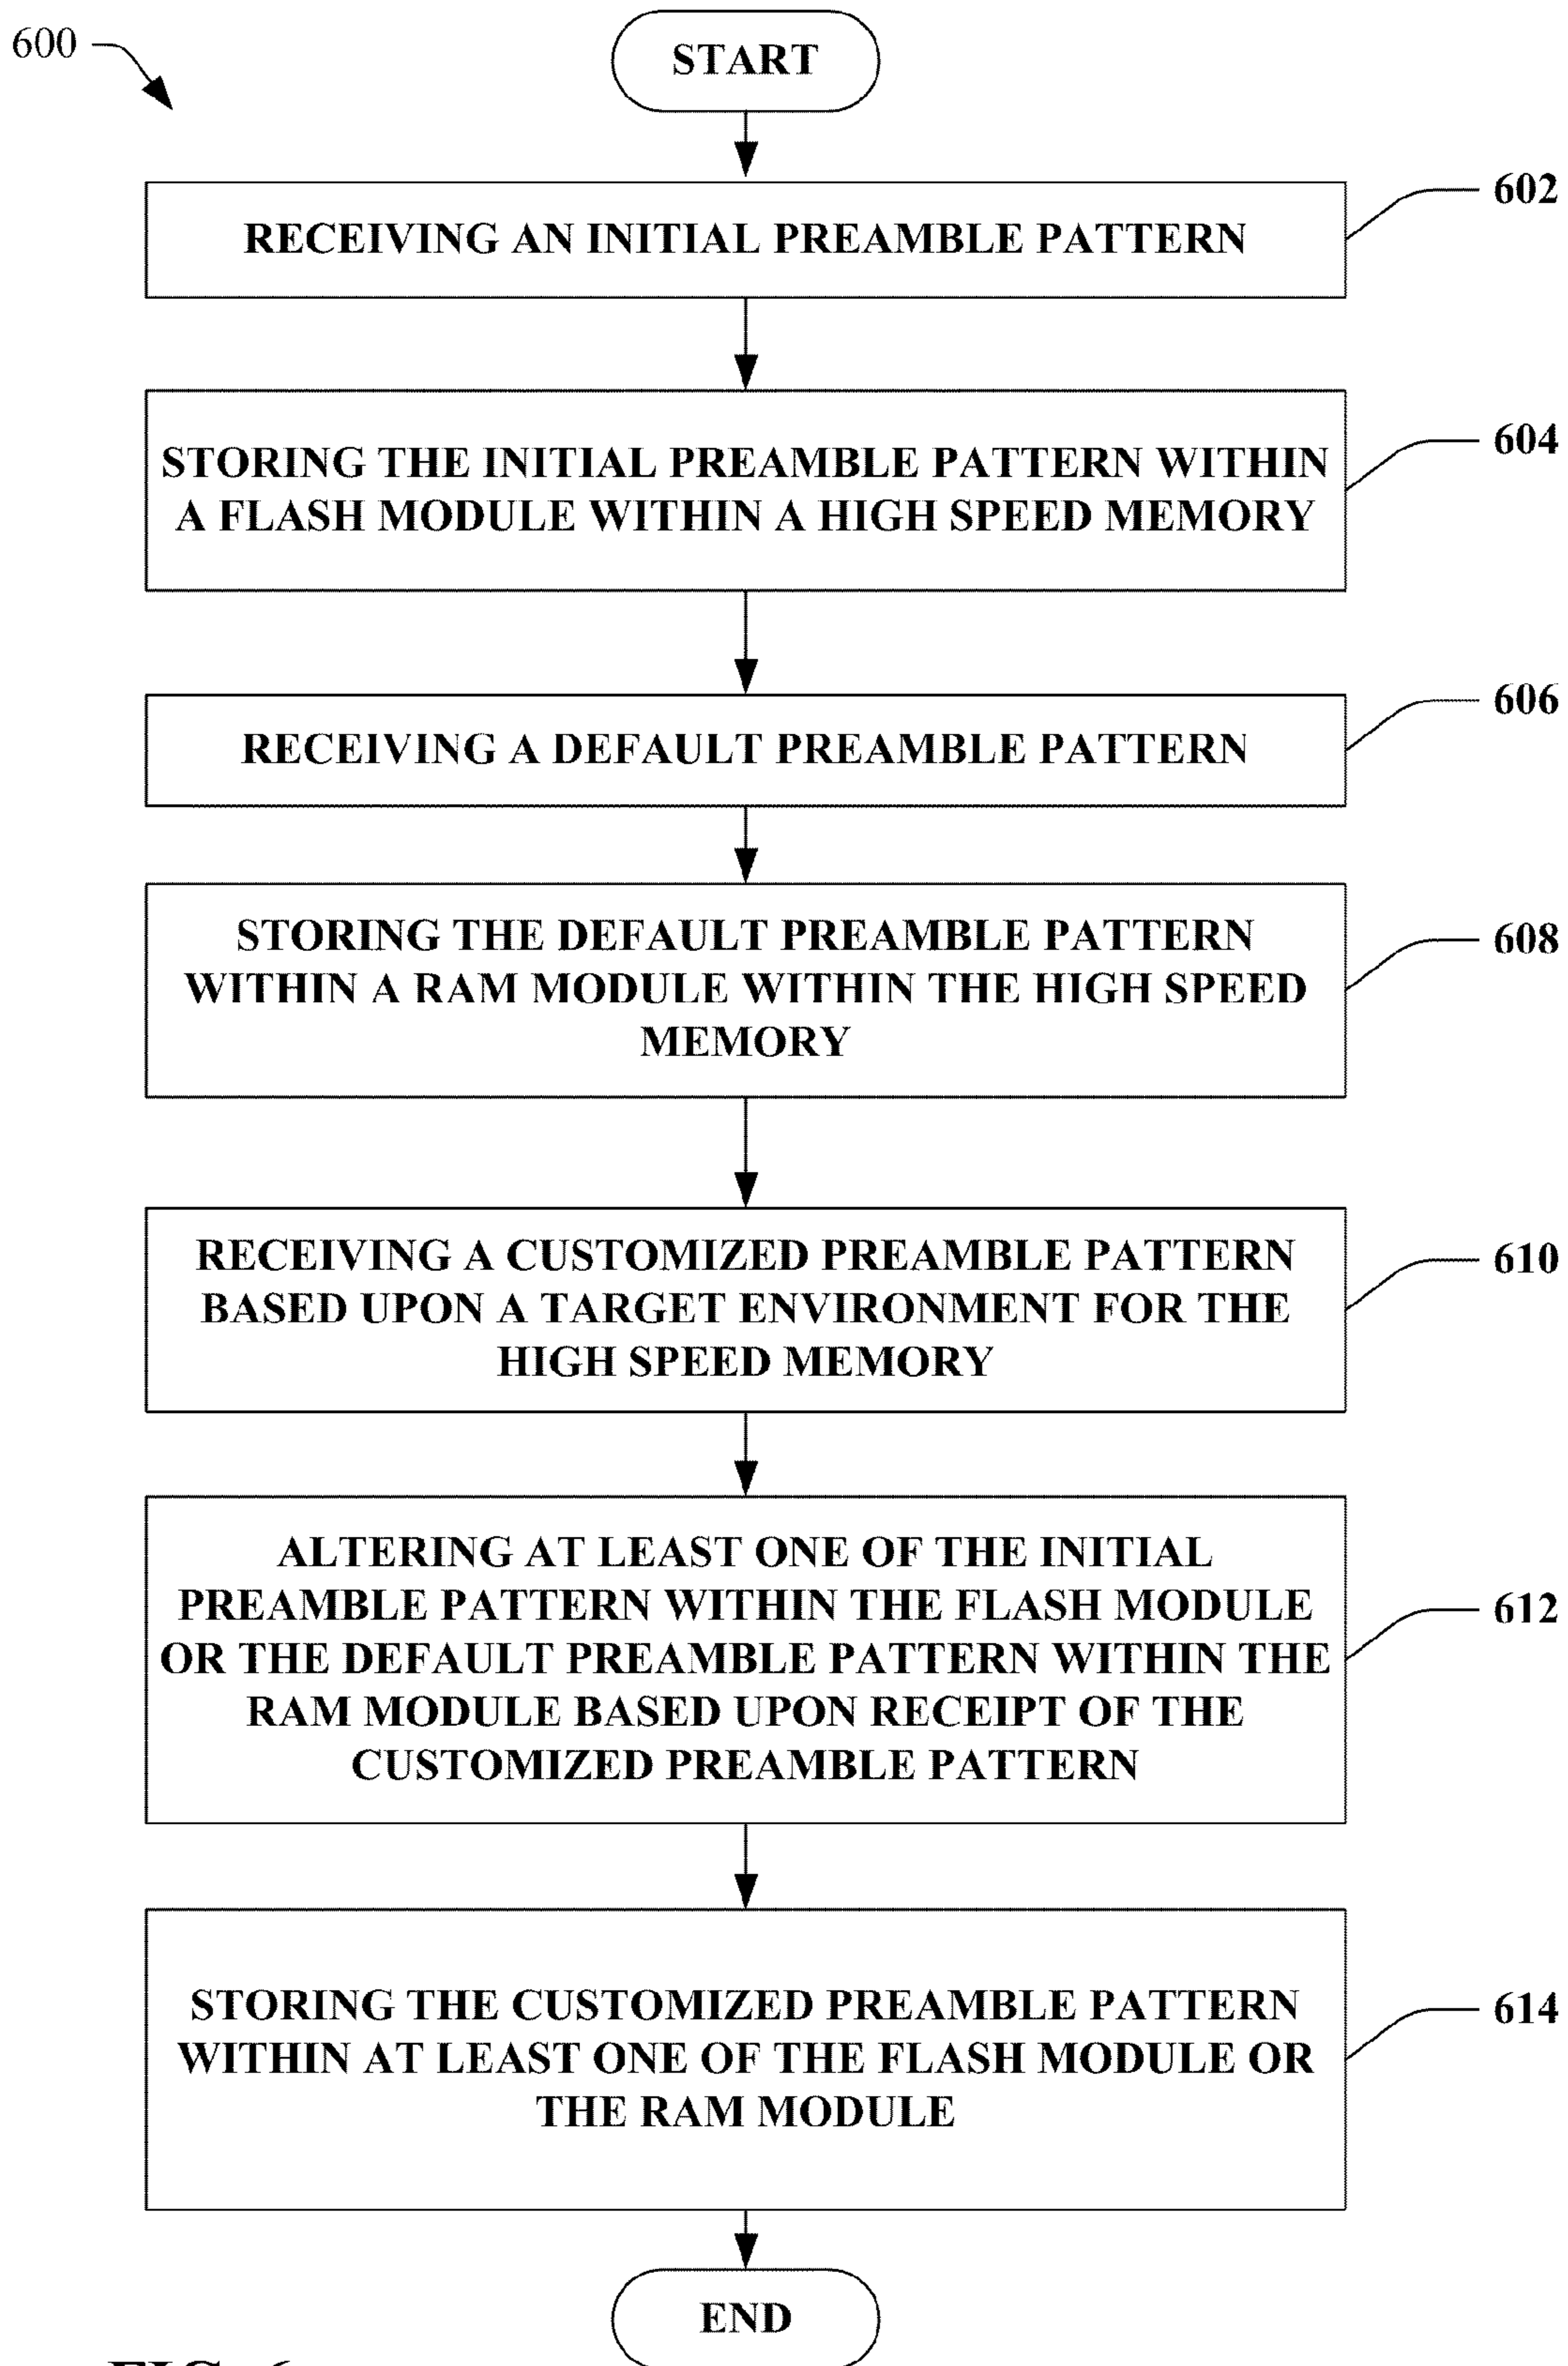 600
START
602
RECEIVING AN INITIAL PREAMBLE PATTERN
604
STORING THE INITIAL PREAMBLE PATTERN WITHIN
A FLASH MODULE WITHIN A HIGH SPEED MEMORY
606
RECEIVING A DEFAULT PREAMBLE PATTERN
608
STORING THE DEFAULT PREAMBLE PATTERN
WITHIN A RAM MODULE WITHIN THE HIGH SPEED
MEMORY
610
RECEIVING A CUSTOMIZED PREAMBLE PATTERN
BASED UPON A TARGET ENVIRONMENT FOR THE
HIGH SPEED MEMORY
612
ALTERING AT LEAST ONE OF THE INITIAL
PREAMBLE PATTERN WITHIN THE FLASH MODULE
OR THE DEFAULT PREAMBLE PATTERN WITHIN THE
RAM MODULE BASED UPON RECEIPT OF THE
CUSTOMIZED PREAMBLE PATTERN
614
STORING THE CUSTOMIZED PREAMBLE PATTERN
WITHIN AT LEAST ONE OF THE FLASH MODULE OR
THE RAM MODULE
END